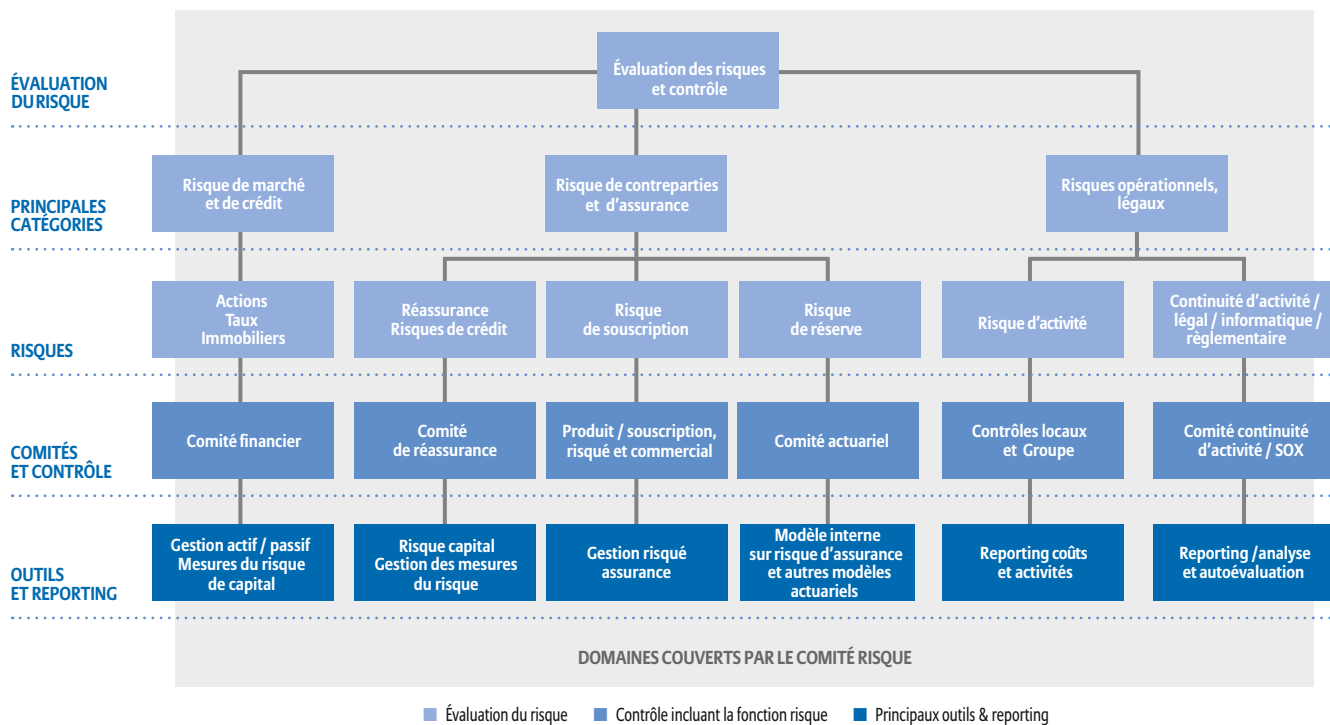 ÉVALUATION
DU RISQUE
Évaluation des risques
et contrôle
PRINCIPALES
CATÉGORIES
Risque de marché
et de crédit
Risque de contreparties
et d'assurance
Risques opérationnels,
légaux
RISQUES
Actions
Taux
Immobiliers
Réassurance
Risques de crédit
Risque
de souscription
Risque
de réserve
Risque d'activité
Continuité d'activité /
légal / informatique /
règlementaire
COMITÉS
ET CONTRÔLE
Comité financier
Comité
de réassurance
Produit / souscription,
risqué et commercial
Comité actuariel
Contrôles locaux
et Groupe
Comité continuité
d'activité / SOX
OUTILS
ET REPORTING
Gestion actif / passif
Mesures du risque
de capital
Risque capital
Gestion des mesures
du risque
Gestion risqué
assurance
Modèle interne
sur risque d'assurance
et autres modèles
actuariels
Reporting coûts
et activités
Reporting /analyse
et autoévaluation
DOMAINES COUVERTS PAR LE COMITÉ RISQUE
Évaluation du risque
Contrôle incluant la fonction risque
Principaux outils & reporting